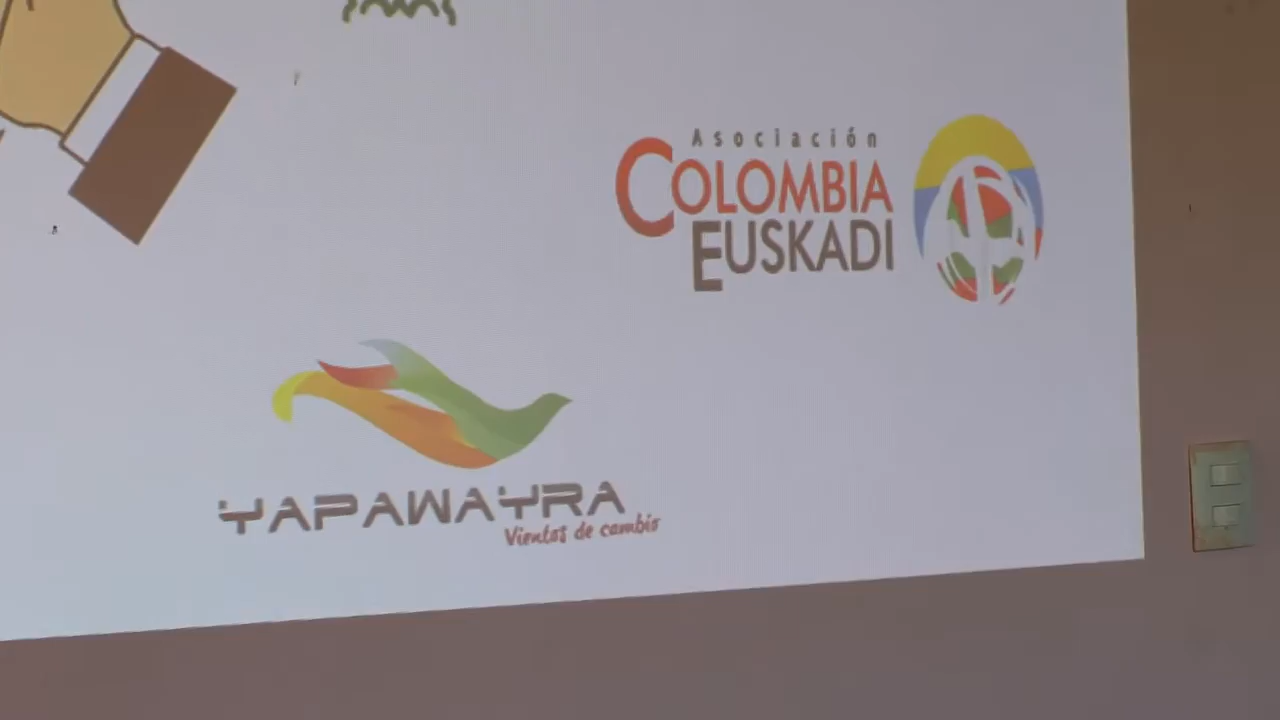 Asociación
COLOMBIA
EUSKADI
YAPAWAYRA
Vientos de cambio